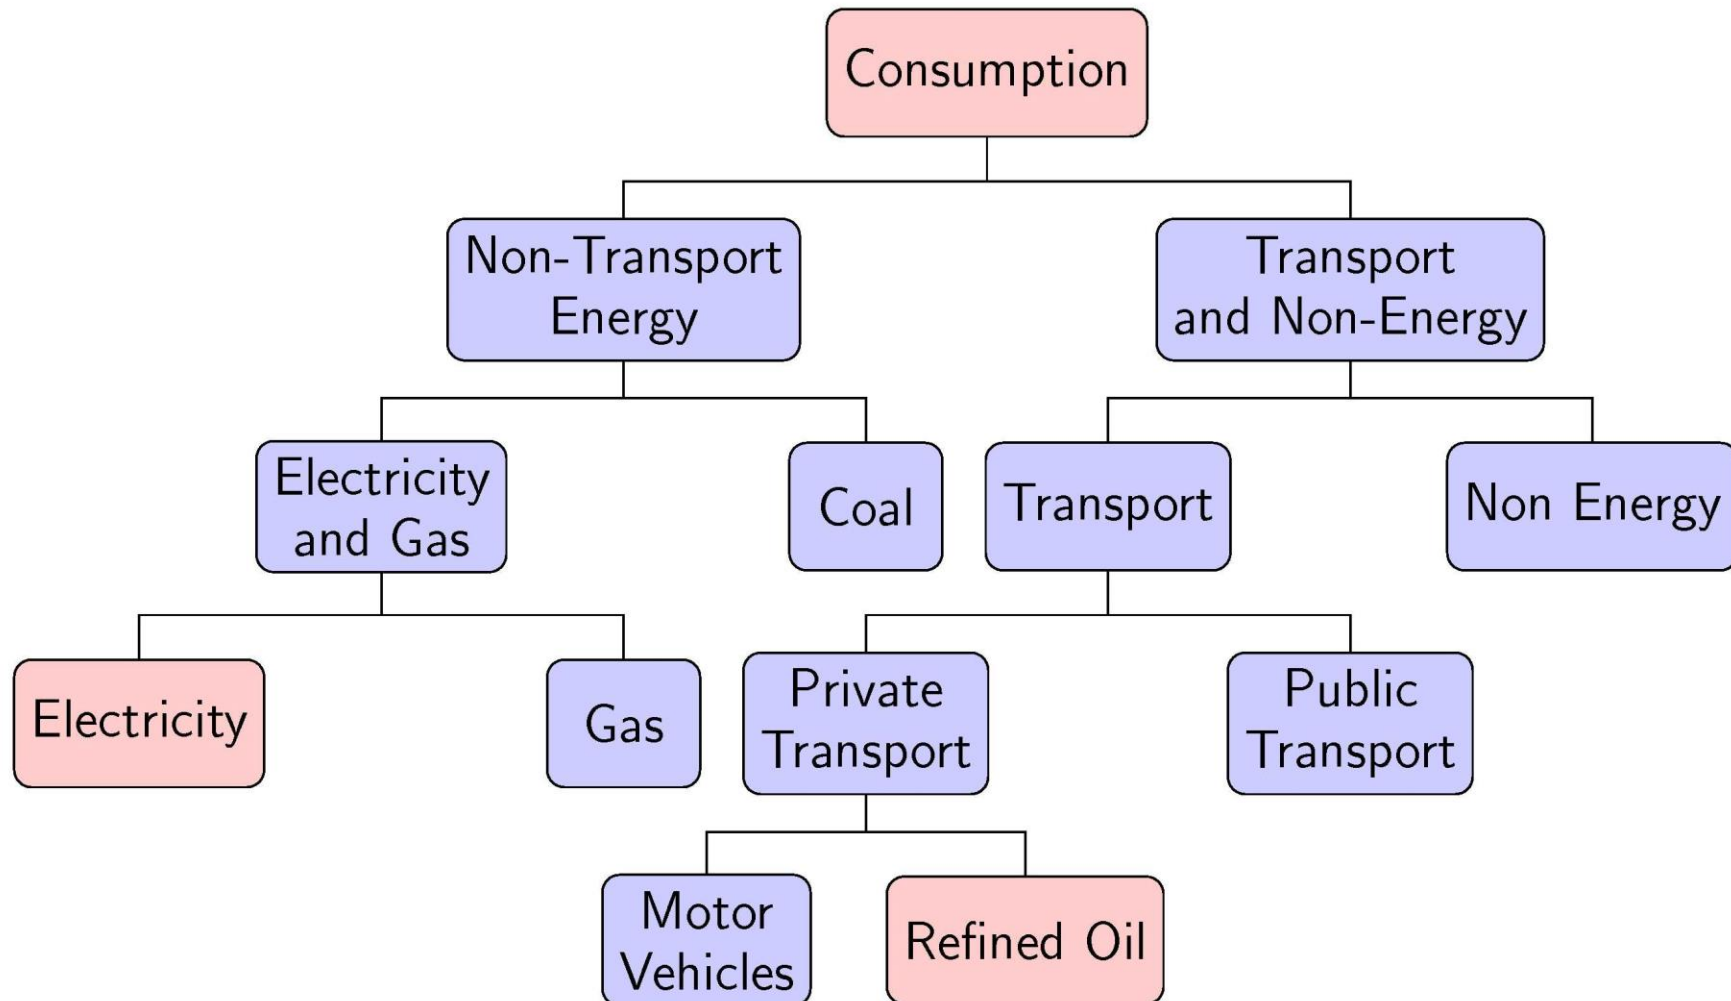 Consumption
Non-Transport
Energy
Transport
and Non-Energy
Electricity
and Gas
Coal
Transport
Non Energy
Electricity
Gas
Private
Transport
Public
Transport
Motor
Vehicles
Refined Oil